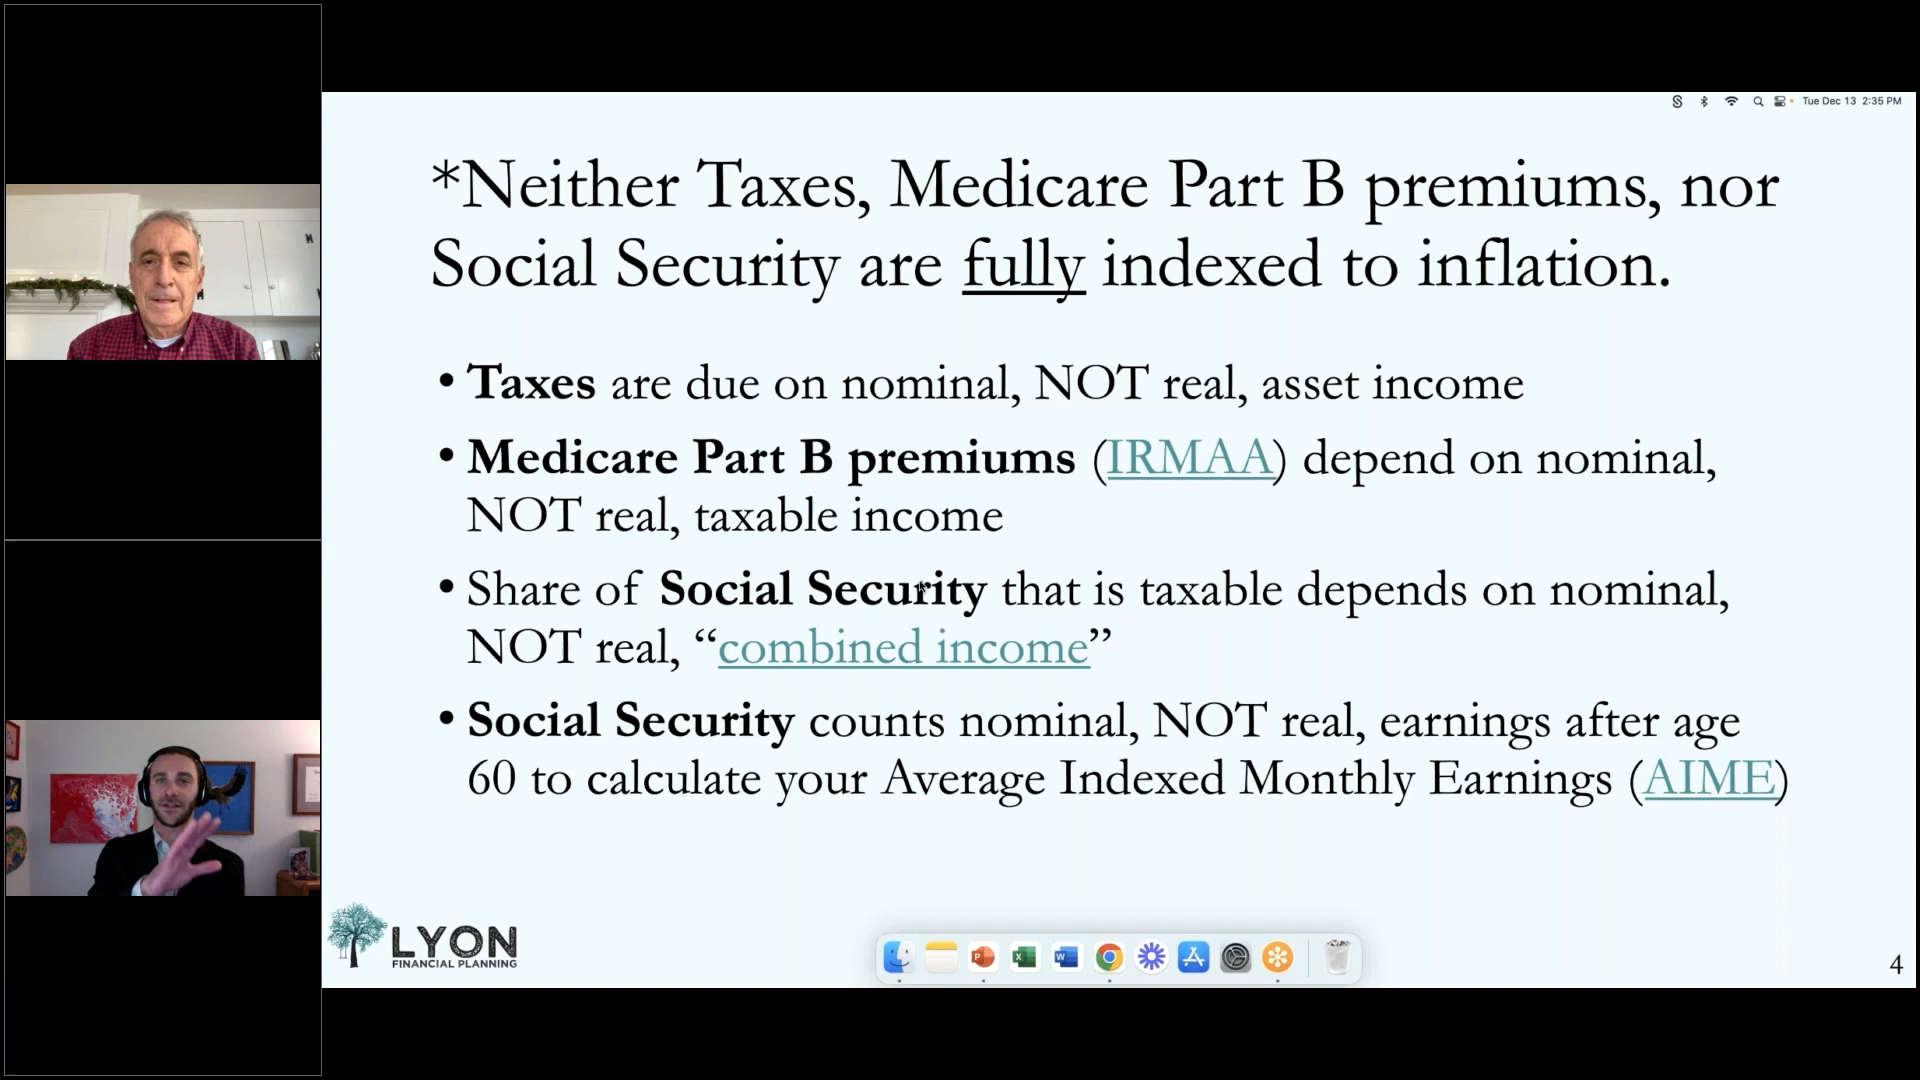 Tue Dec 13 2:35 PM
*Neither Taxes, Medicare Part B premiums, nor
Social Security are fully indexed to inflation.
• Taxes are due on nominal, NOT real, asset income
• Medicare Part B premiums (IRMAA) depend on nominal,
NOT real, taxable income
• Share of Social Security that is taxable depends on nominal,
NOT real, “combined income”
• Social Security counts nominal, NOT real, earnings after age
60 to calculate your Average Indexed Monthly Earnings (AIME)
LYON
FINANCIAL PLANNING
4